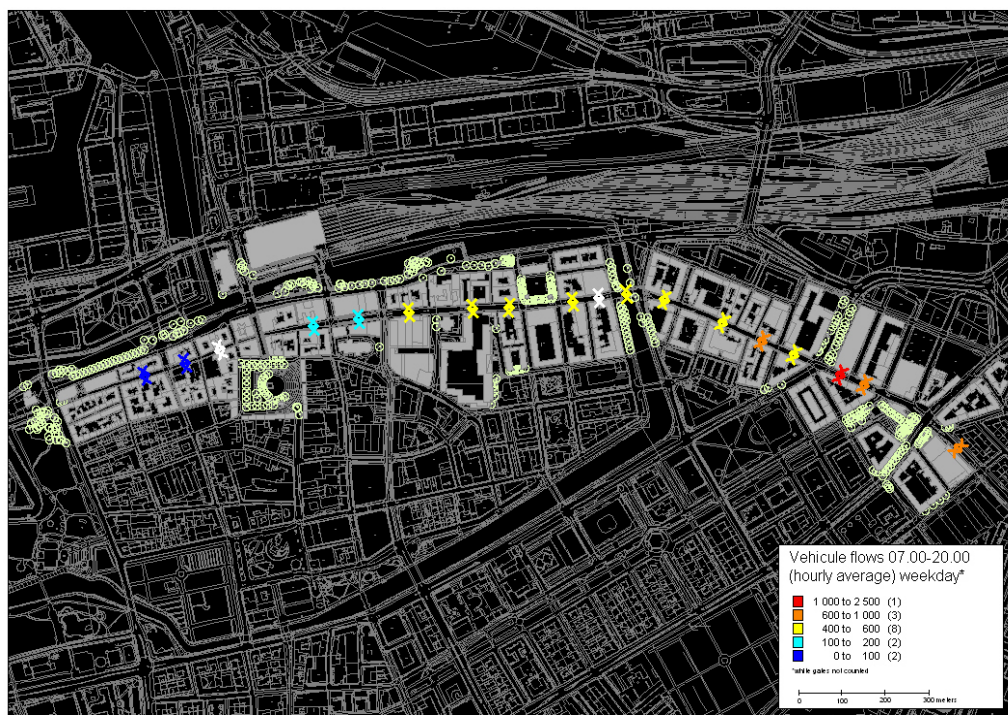 Vehicule flows 07.00-20.00
(hourly average) weekday*
1 000 to 2 500 (1)
600 to 1 000 (3)
400 to 600 (8)
100 to 200 (2)
0 to 100 (2)
*while gates not counted
0 100 200 300 meters